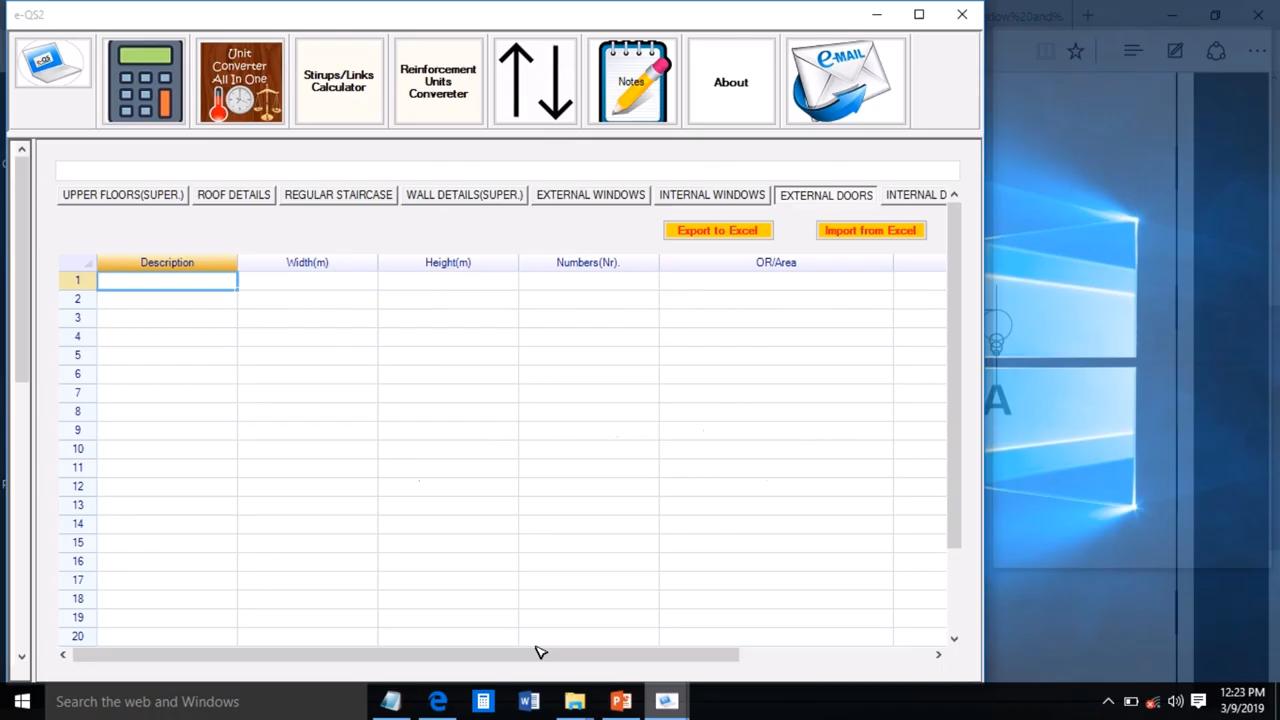 e-QS2
e-QS
Unit
Converter
All In One
Stirups/Links
Calculator
Reinforcement
Units
Convereter
Notes
About
e-MAIL
UPPER FLOORS(SUPER.)
ROOF DETAILS
REGULAR STAIRCASE
WALL DETAILS(SUPER.)
EXTERNAL WINDOWS
INTERNAL WINDOWS
EXTERNAL DOORS
INTERNAL D
Export to Excel
Import from Excel
Description
Width(m)
Height(m)
Numbers(Nr).
OR/Area
1
2
3
4
5
6
7
8
9
10
11
12
13
14
15
16
17
18
19
20
A
Search the web and Windows
12:23 PM
3/9/2019